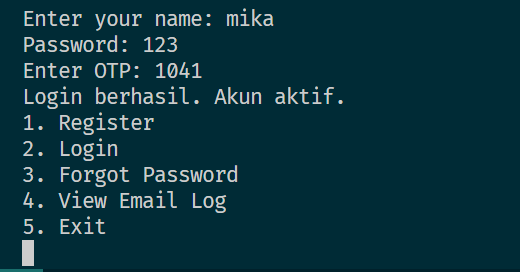 Enter your name: mika
Password: 123
Enter OTP: 1041
Login berhasil. Akun aktif.
1. Register
2. Login
3. Forgot Password
4. View Email Log
5. Exit